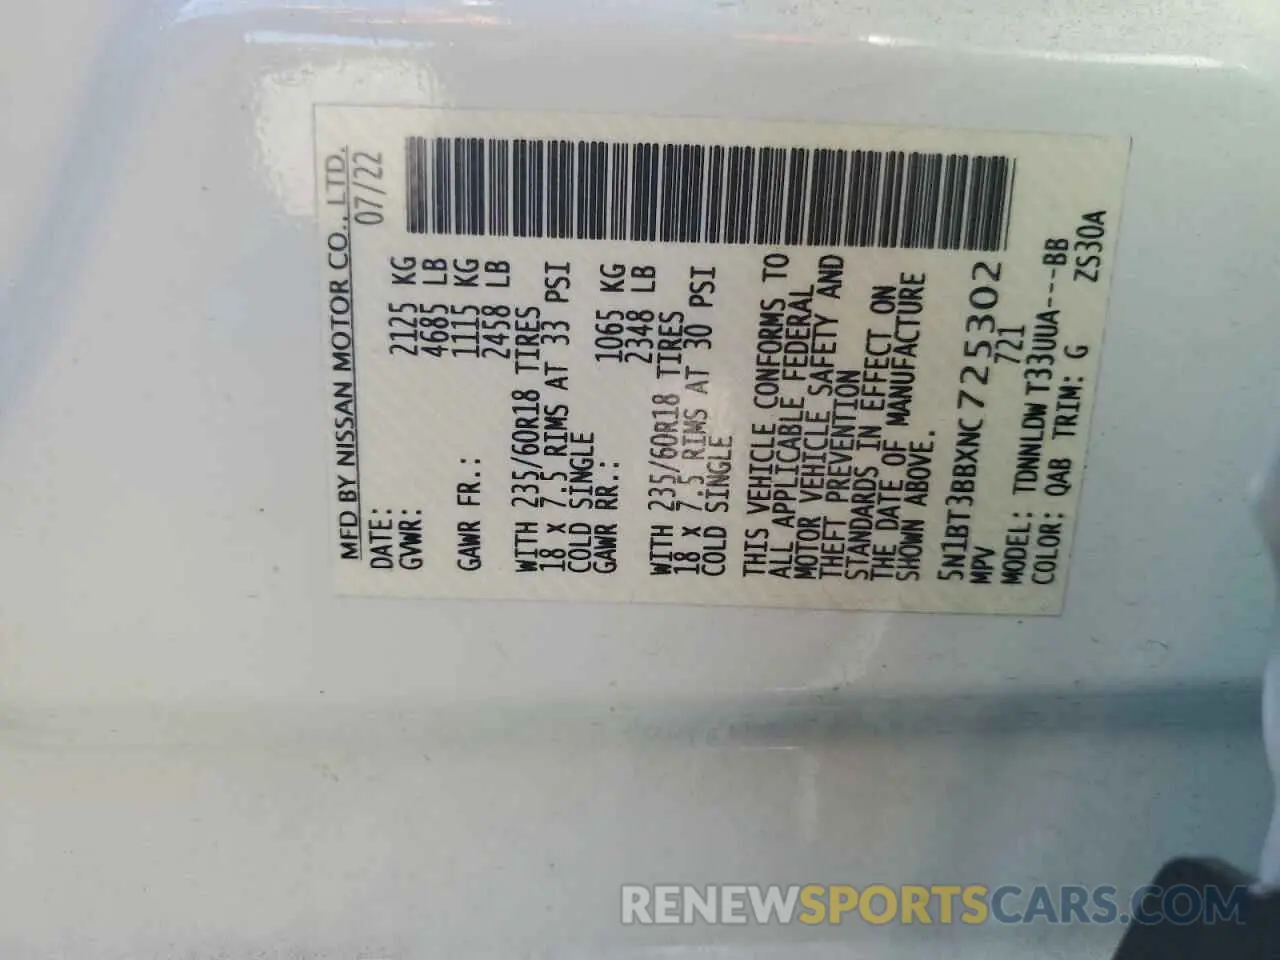 MFD BY NISSAN MOTOR CO., LTD.
DATE: 07/22
GVWR: 2125 KG
4685 LB
GAWR FR.: 1115 KG
2458 LB
WITH 235/60R18 TIRES
18 X 7.5 RIMS AT 33 PSI
COLD SINGLE
GAWR RR.: 1065 KG
2348 LB
WITH 235/60R18 TIRES
18 X 7.5 RIMS AT 30 PSI
COLD SINGLE
THIS VEHICLE CONFORMS TO
ALL APPLICABLE FEDERAL
MOTOR VEHICLE SAFETY AND
THEFT PREVENTION
STANDARDS IN EFFECT ON
THE DATE OF MANUFACTURE
SHOWN ABOVE.
5N1BT3BBXNC725302
MPV 721
MODEL: TDNNLDW T33UUA---BB
COLOR: QAB TRIM: G ZS30A
RENEWSPORTSCARS.COM